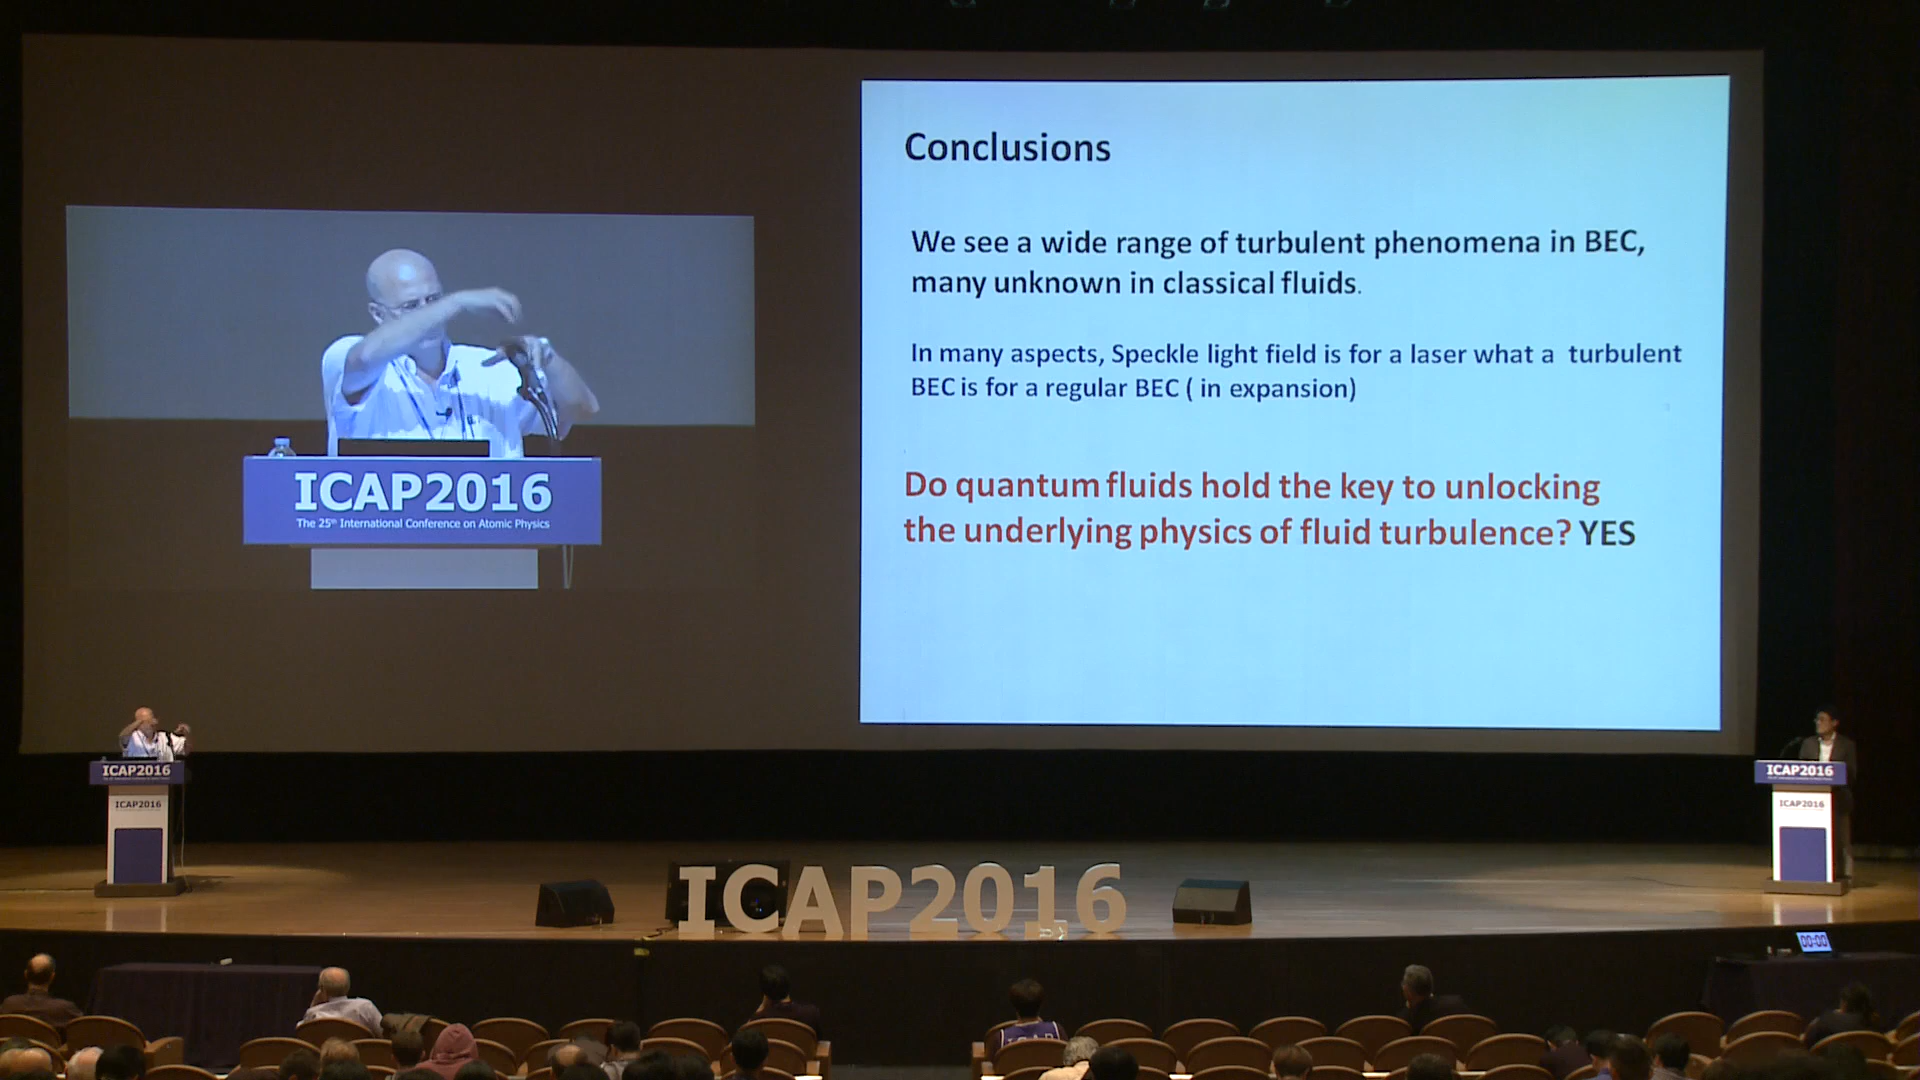 Conclusions
We see a wide range of turbulent phenomena in BEC,
many unknown in classical fluids.
In many aspects, Speckle light field is for a laser what a turbulent
BEC is for a regular BEC ( in expansion)
Do quantum fluids hold the key to unlocking
the underlying physics of fluid turbulence? YES
ICAP2016
The 25th International Conference on Atomic Physics
ICAP2016
ICAP2016
ICAP2016
ICAP2016
ICAP2016
00:00
ICAP